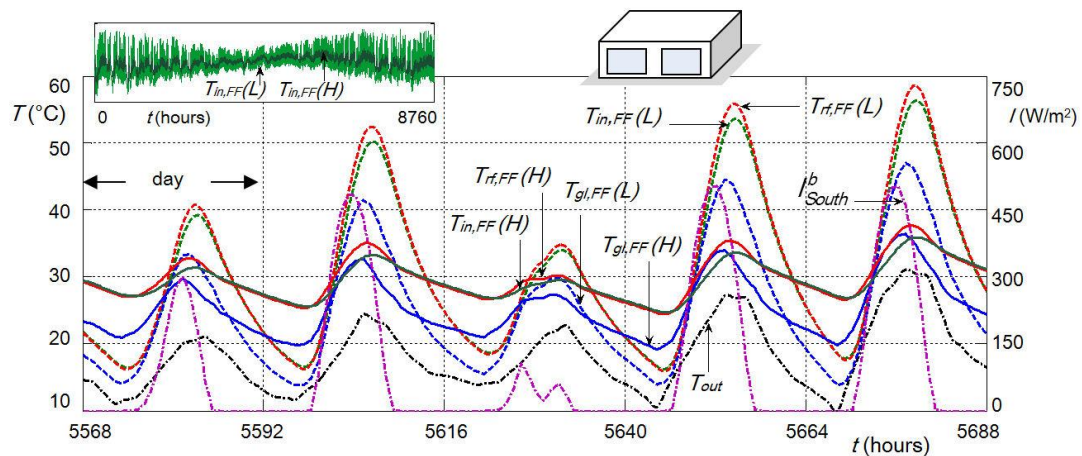 T_in,FF(L) T_in,FF(H)
0 t (hours) 8760
60 750
T (°C) I (W/m²)
T_in,FF(L) T_rf,FF(L)
50 600
day
T_rf,FF(H) T_gl,FF(L) I^b_South
40 450
T_in,FF(H) T_gl,FF(H)
30 300
20 150
T_out
10 0
5568 5592 5616 5640 5664 5688
t (hours)